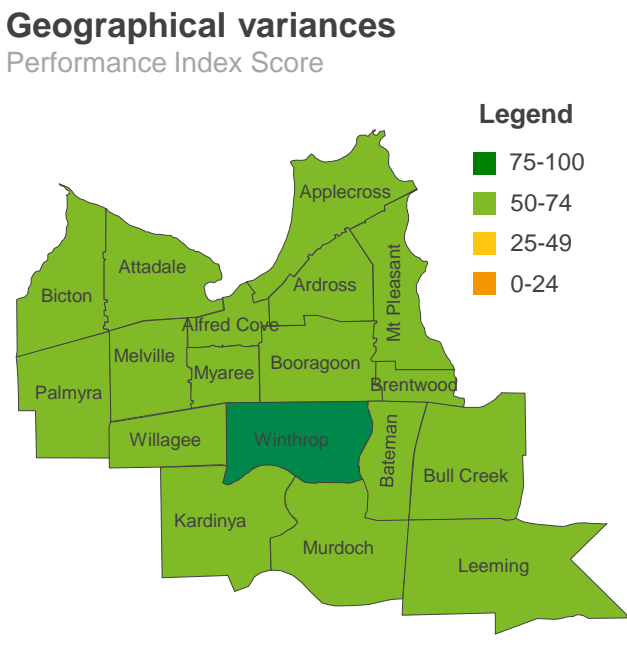 Geographical variances
Performance Index Score
Legend
75-100
50-74
25-49
0-24
Applecross
Attadale
Bicton
Ardross
Mt Pleasant
Alfred Cove
Melville
Booragoon
Myaree
Brentwood
Palmyra
Willagee
Winthrop
Bateman
Bull Creek
Kardinya
Murdoch
Leeming